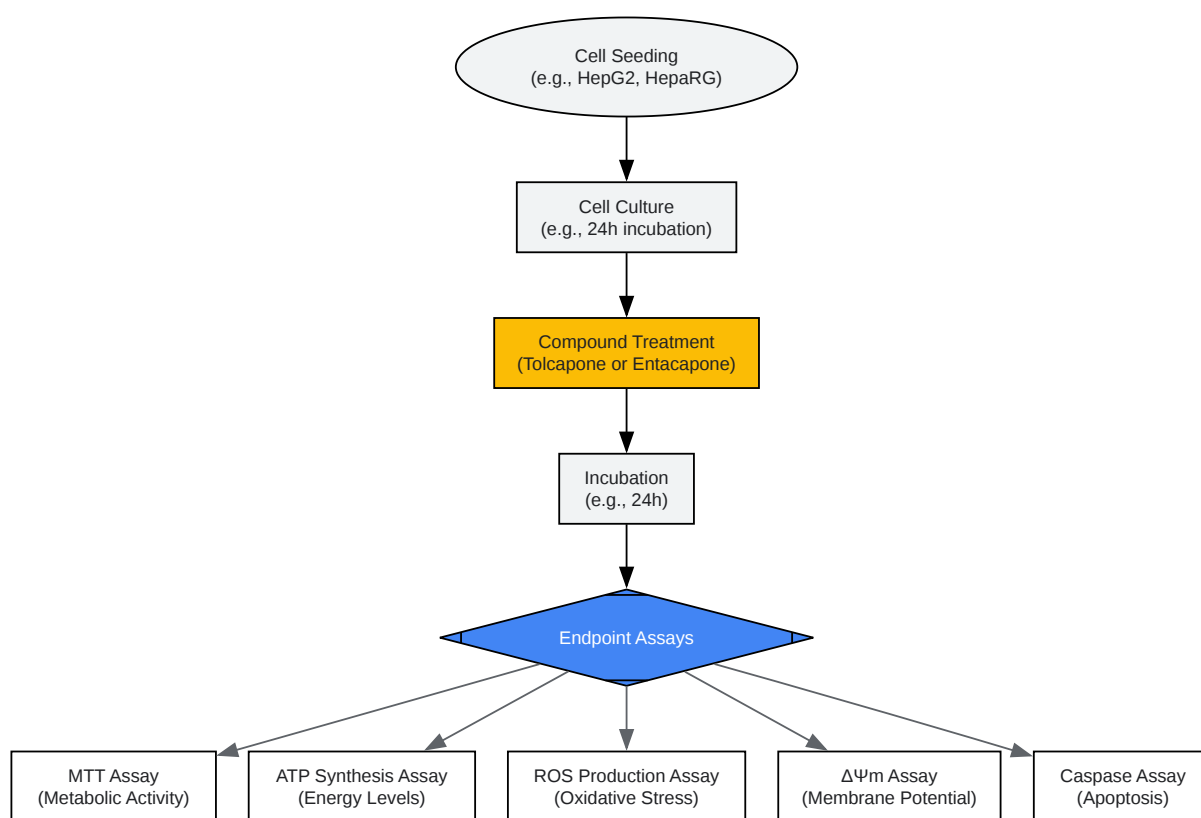 Cell Seeding
(e.g., HepG2, HepaRG)
Cell Culture
(e.g., 24h incubation)
Compound Treatment
(Tolcapone or Entacapone)
Incubation
(e.g., 24h)
Endpoint Assays
MTT Assay
(Metabolic Activity)
ATP Synthesis Assay
(Energy Levels)
ROS Production Assay
(Oxidative Stress)
ΔΨm Assay
(Membrane Potential)
Caspase Assay
(Apoptosis)